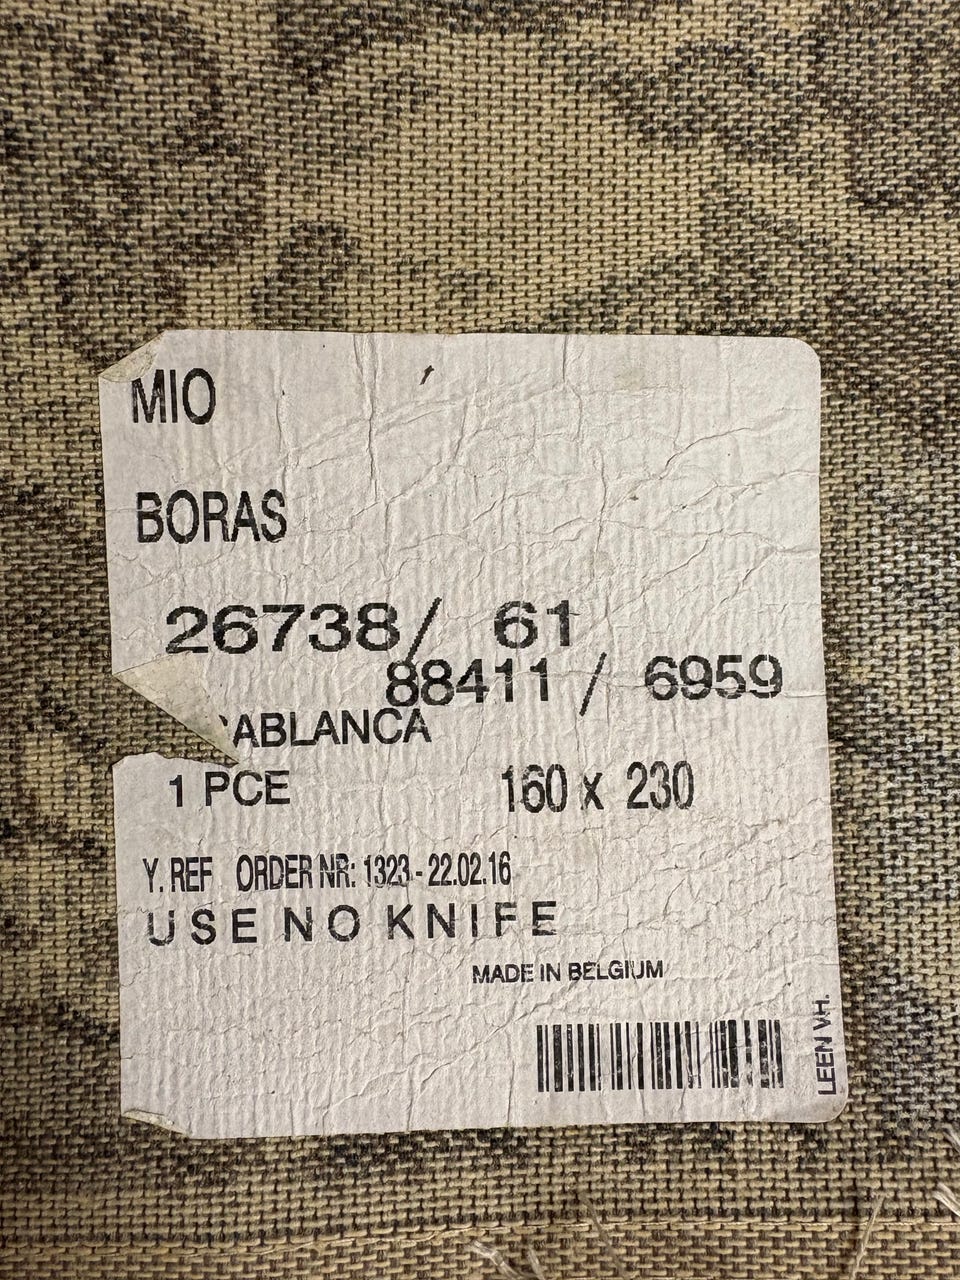 MIO
BORAS
26738/ 61
88411 / 6959
ABLANCA
1 PCE 160 x 230
Y. REF ORDER NR: 1323 - 22.02.16
USE NO KNIFE
MADE IN BELGIUM
LEEN V.H.